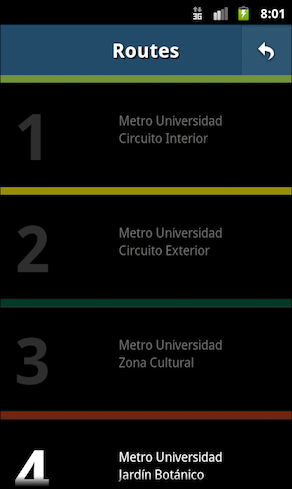 3G
8:01
Routes
1
Metro Universidad
Circuito Interior
2
Metro Universidad
Circuito Exterior
3
Metro Universidad
Zona Cultural
4
Metro Universidad
Jardín Botánico